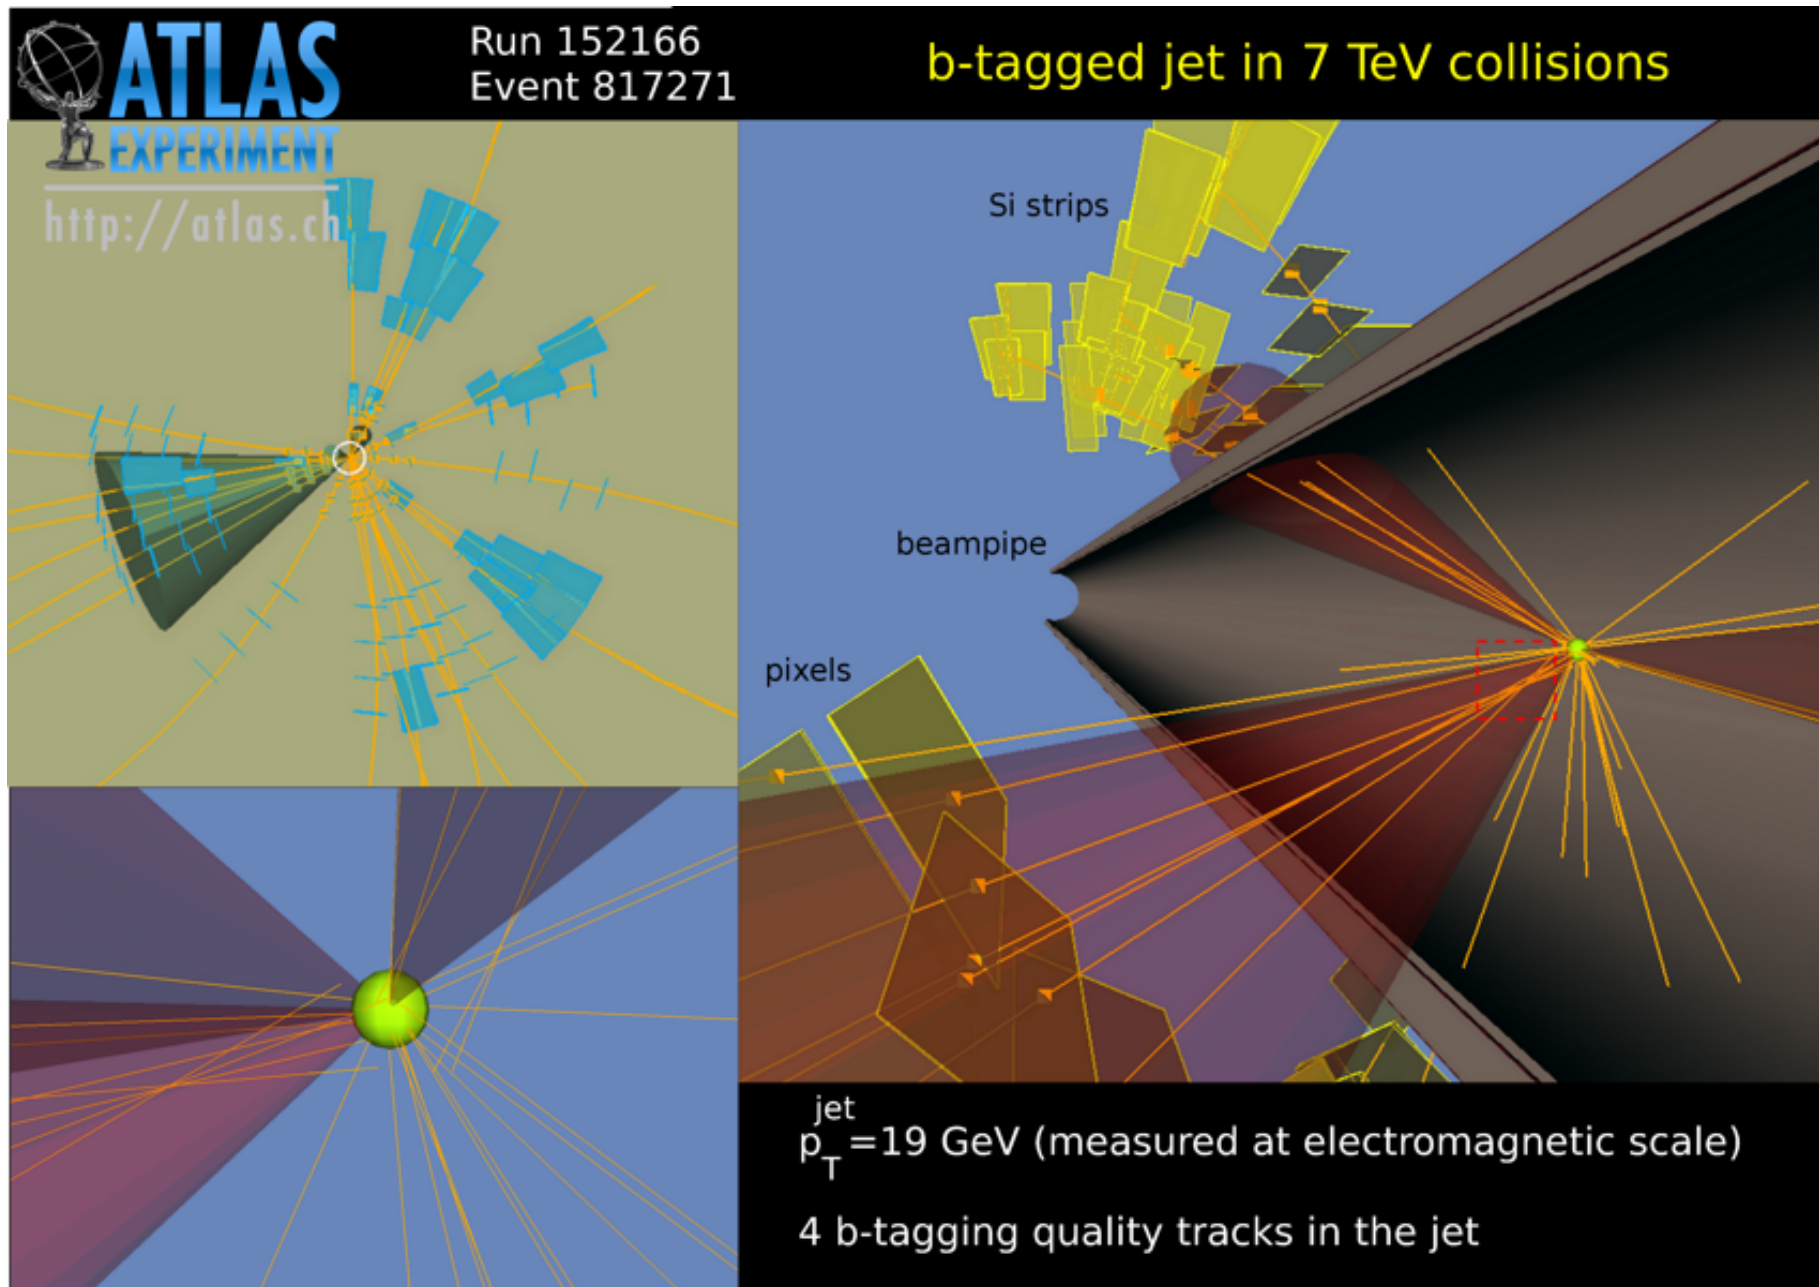 ATLAS
EXPERIMENT
http://atlas.ch
Run 152166
Event 817271
b-tagged jet in 7 TeV collisions
Si strips
beampipe
pixels
jet
p_T=19 GeV (measured at electromagnetic scale)
4 b-tagging quality tracks in the jet